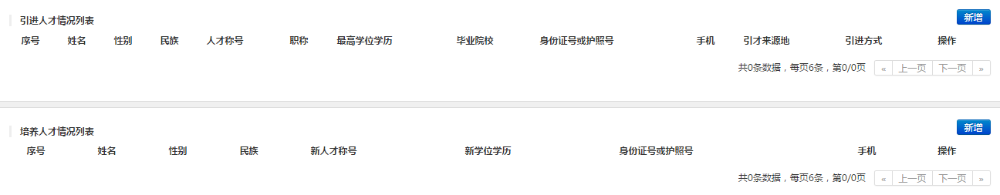 引进人才情况列表 新增
序号 姓名 性别 民族 人才称号 职称 最高学位学历 毕业院校 身份证号或护照号 手机 引才来源地 引进方式 操作
共0条数据，每页6条，第0/0页 « 上一页 下一页 »
培养人才情况列表 新增
序号 姓名 性别 民族 新人才称号 新学位学历 身份证号或护照号 手机 操作
共0条数据，每页6条，第0/0页 « 上一页 下一页 »